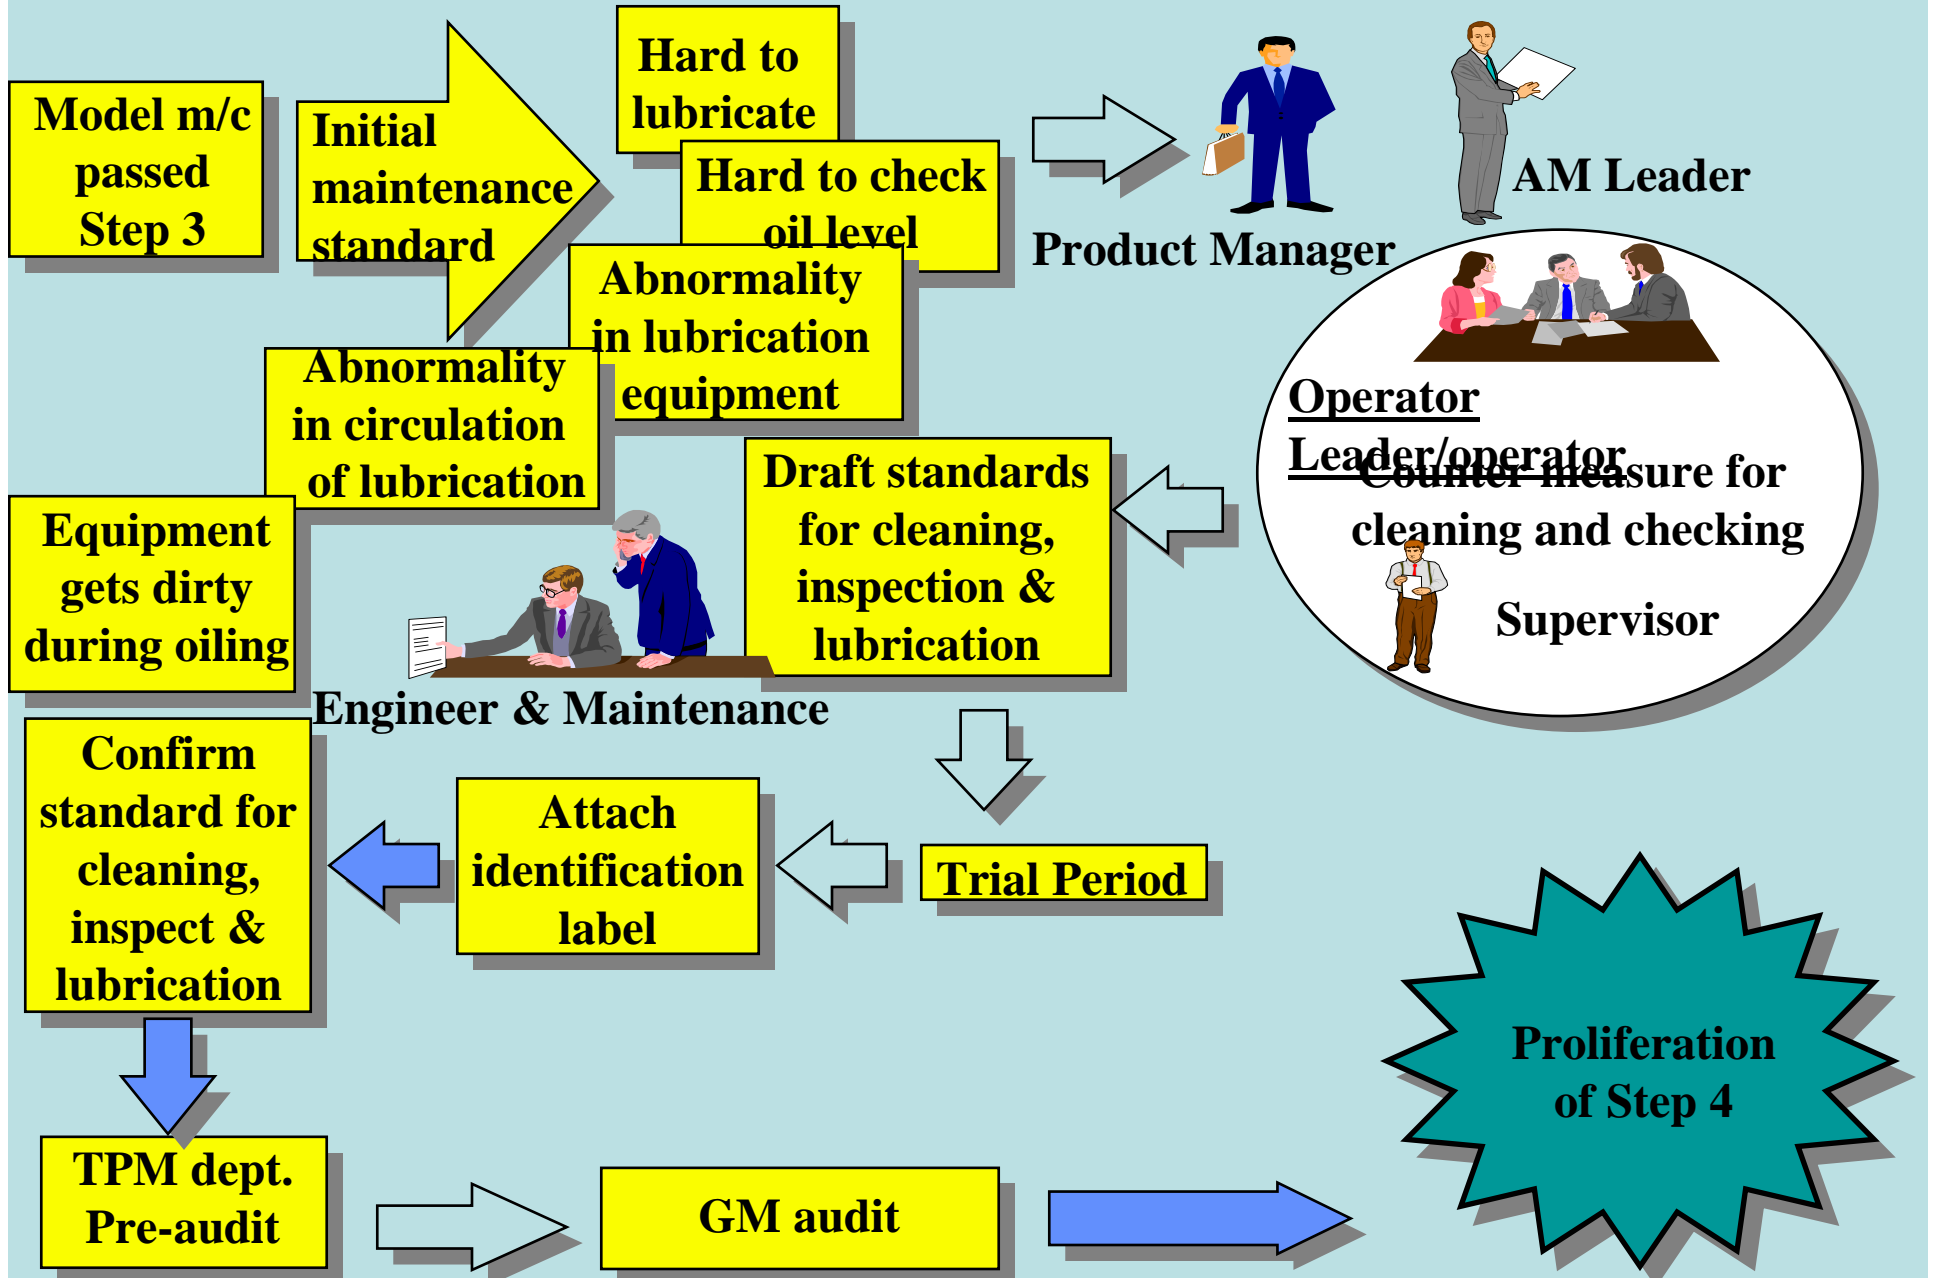 Model m/c
passed
Step 3
Initial
maintenance
standard
Hard to
lubricate
Hard to check
oil level
Abnormality
in lubrication
equipment
Abnormality
in circulation
of lubrication
Equipment
gets dirty
during oiling
Product Manager
AM Leader
Operator
Leader/operator
Counter measure for
cleaning and checking
Supervisor
Draft standards
for cleaning,
inspection &
lubrication
Engineer & Maintenance
Trial Period
Attach
identification
label
Confirm
standard for
cleaning,
inspect &
lubrication
TPM dept.
Pre-audit
GM audit
Proliferation
of Step 4